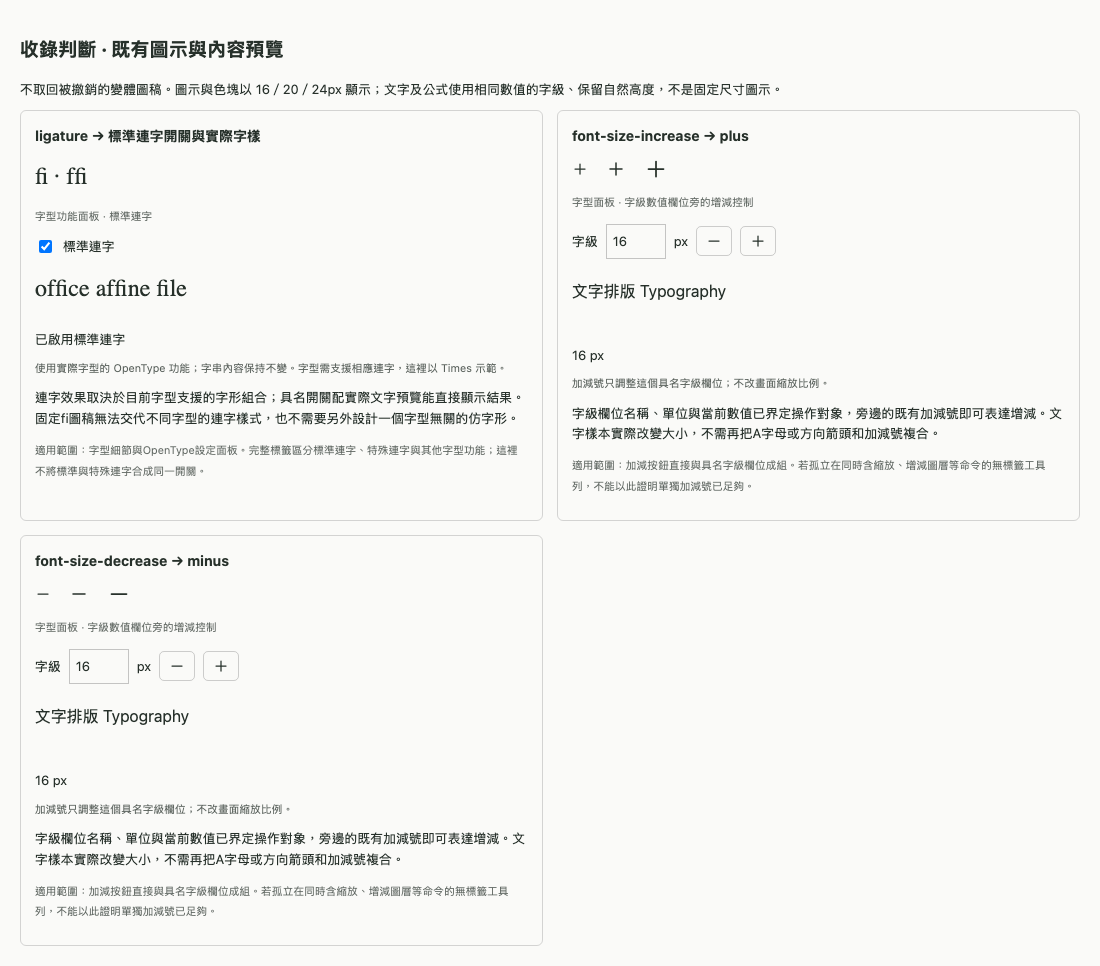 收錄判斷 · 既有圖示與內容預覽
不取回被撤銷的變體圖稿。圖示與色塊以 16 / 20 / 24px 顯示；文字及公式使用相同數值的字級、保留自然高度，不是固定尺寸圖示。
ligature → 標準連字開關與實際字樣
fi · ffi
字型功能面板 · 標準連字
標準連字
office affine file
已啟用標準連字
使用實際字型的 OpenType 功能；字串內容保持不變。字型需支援相應連字，這裡以 Times 示範。
連字效果取決於目前字型支援的字形組合；具名開關配實際文字預覽能直接顯示結果。
固定fi圖稿無法交代不同字型的連字樣式，也不需要另外設計一個字型無關的仿字形。
適用範圍：字型細節與OpenType設定面板。完整標籤區分標準連字、特殊連字與其他字型功能；這裡
不將標準與特殊連字合成同一開關。
font-size-increase → plus
+ + +
字型面板 · 字級數值欄位旁的增減控制
字級 16 px − +
文字排版 Typography
16 px
加減號只調整這個具名字級欄位；不改畫面縮放比例。
字級欄位名稱、單位與當前數值已界定操作對象，旁邊的既有加減號即可表達增減。文
字樣本實際改變大小，不需再把A字母或方向箭頭和加減號複合。
適用範圍：加減按鈕直接與具名字級欄位成組。若孤立在同時含縮放、增減圖層等命令的無標籤工具
列，不能以此證明單獨加減號已足夠。
font-size-decrease → minus
− − −
字型面板 · 字級數值欄位旁的增減控制
字級 16 px − +
文字排版 Typography
16 px
加減號只調整這個具名字級欄位；不改畫面縮放比例。
字級欄位名稱、單位與當前數值已界定操作對象，旁邊的既有加減號即可表達增減。文
字樣本實際改變大小，不需再把A字母或方向箭頭和加減號複合。
適用範圍：加減按鈕直接與具名字級欄位成組。若孤立在同時含縮放、增減圖層等命令的無標籤工具
列，不能以此證明單獨加減號已足夠。